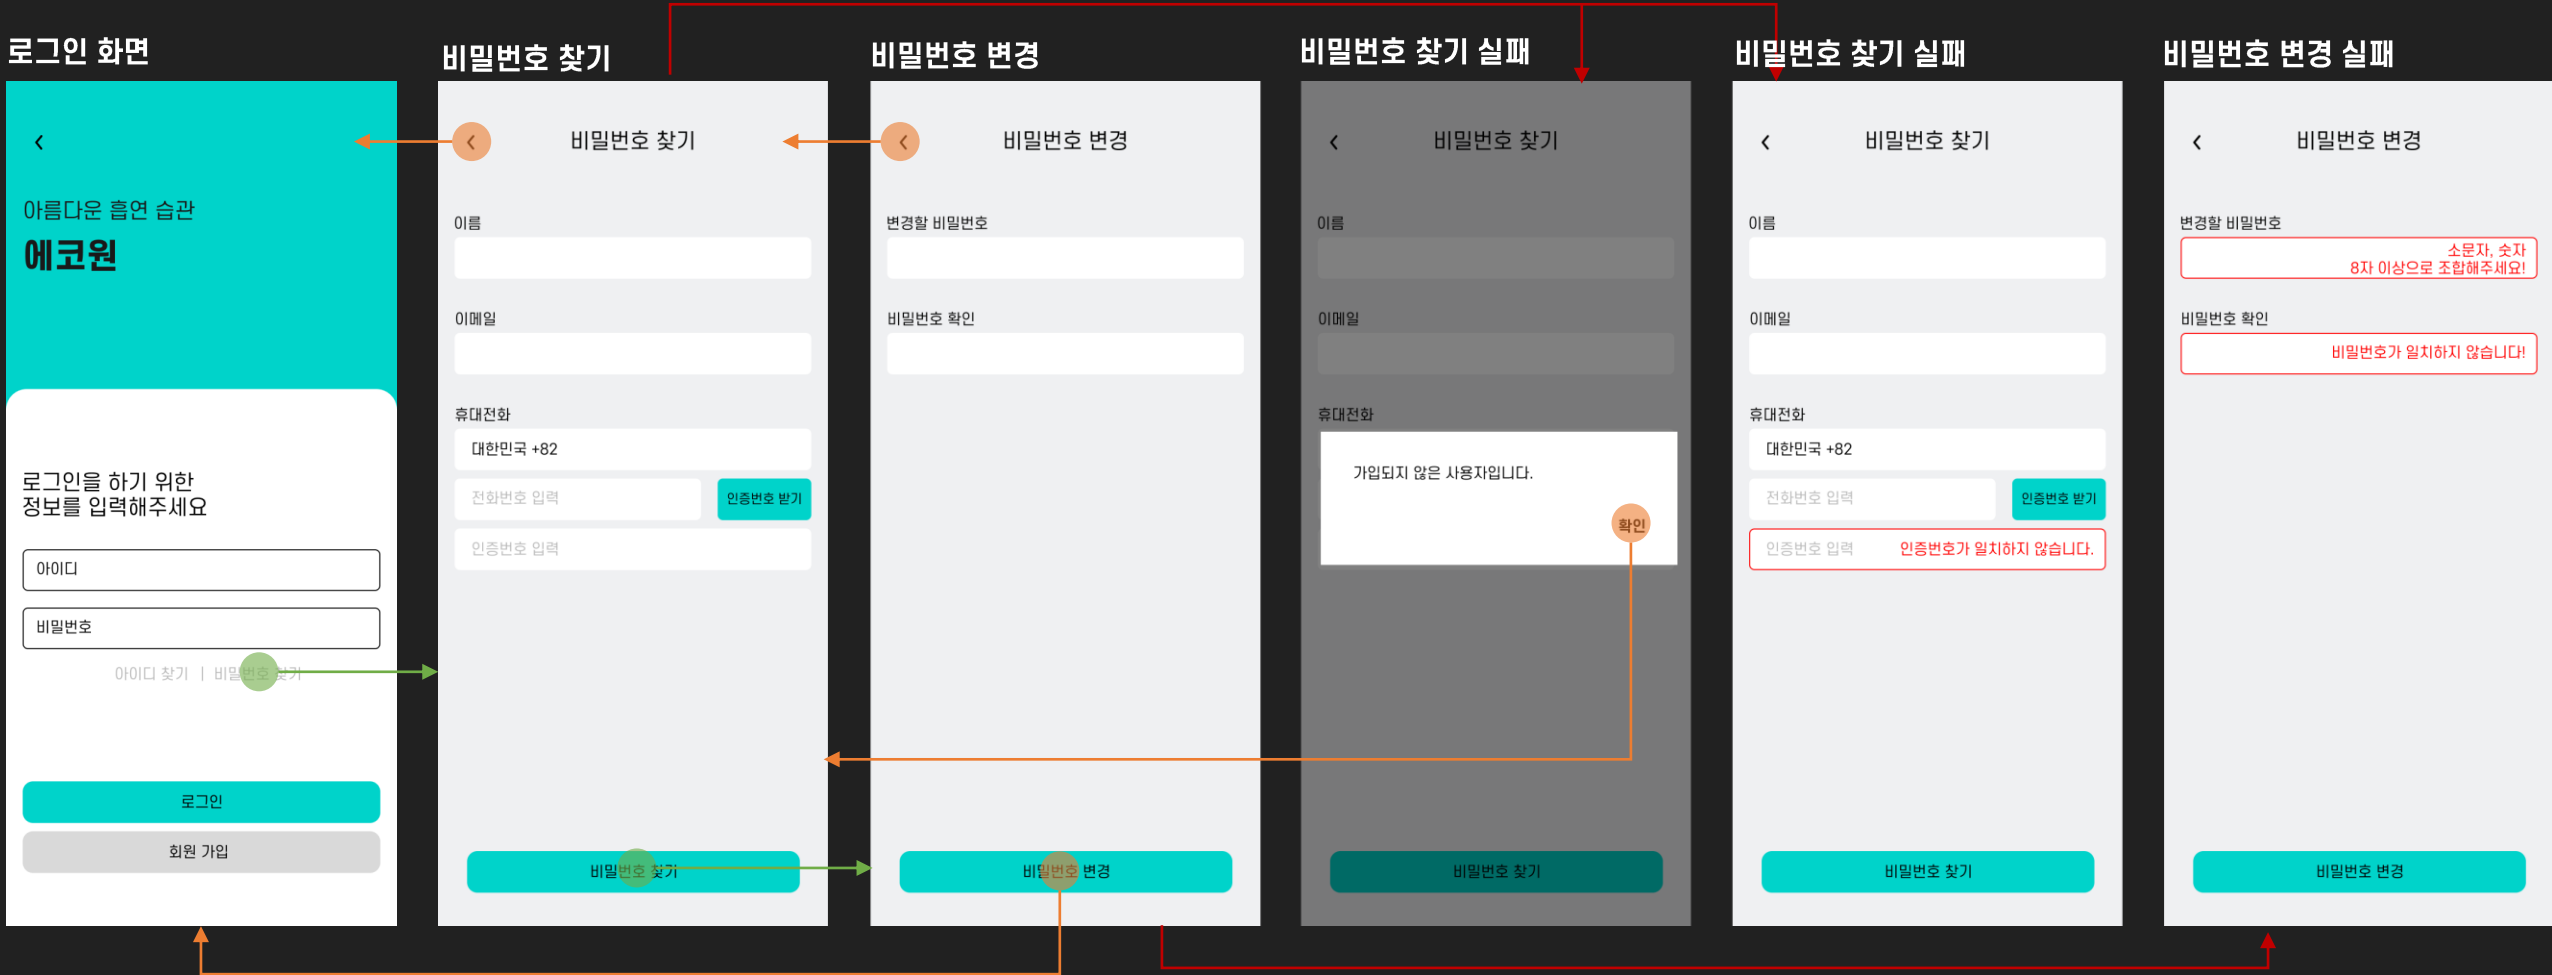 로그인 화면
아름다운 흡연 습관
에코원
로그인을 하기 위한
정보를 입력해주세요
아이디
비밀번호
아이디 찾기 | 비밀번호 찾기
로그인
회원 가입
비밀번호 찾기
비밀번호 찾기
이름
이메일
휴대전화
대한민국 +82
전화번호 입력
인증번호 받기
인증번호 입력
비밀번호 찾기
비밀번호 변경
비밀번호 변경
변경할 비밀번호
비밀번호 확인
비밀번호 변경
비밀번호 찾기 실패
비밀번호 찾기
이름
이메일
휴대전화
가입되지 않은 사용자입니다.
확인
비밀번호 찾기
비밀번호 찾기 실패
비밀번호 찾기
이름
이메일
휴대전화
대한민국 +82
전화번호 입력
인증번호 받기
인증번호 입력 인증번호가 일치하지 않습니다.
비밀번호 찾기
비밀번호 변경 실패
비밀번호 변경
변경할 비밀번호
소문자, 숫자
8자 이상으로 조합해주세요!
비밀번호 확인
비밀번호가 일치하지 않습니다!
비밀번호 변경